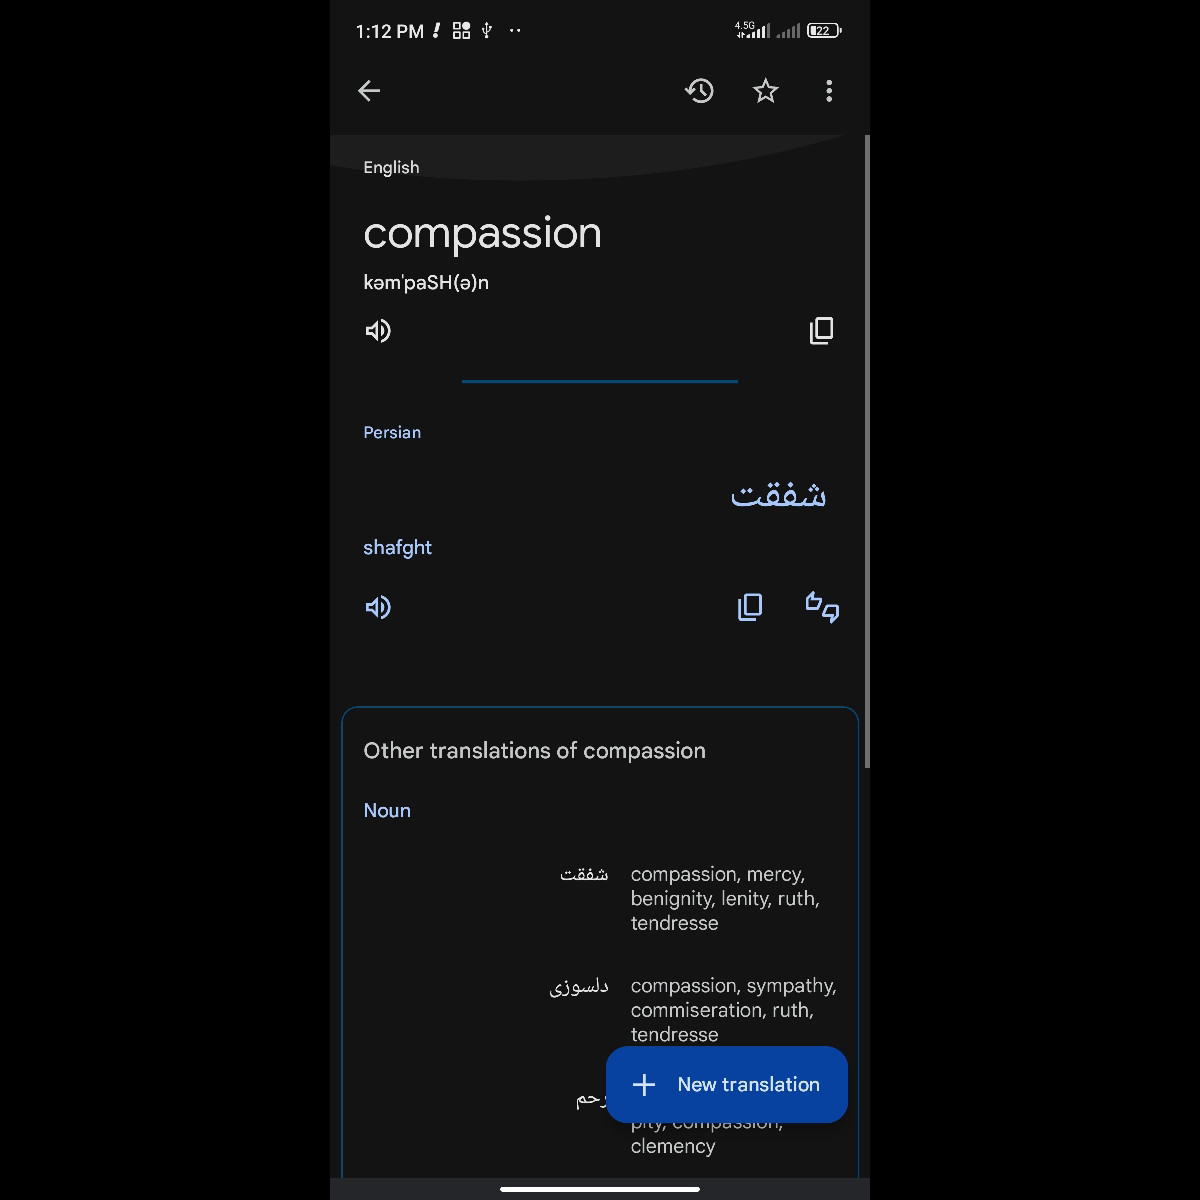 1:12 PM
4.5G
22
English
compassion
kəmˈpaSH(ə)n
Persian
شفقت
shafght
Other translations of compassion
Noun
شفقت
compassion, mercy,
benignity, lenity, ruth,
tendresse
دلسوزی
compassion, sympathy,
commiseration, ruth,
tendresse
New translation
رحم
pity, compassion,
clemency